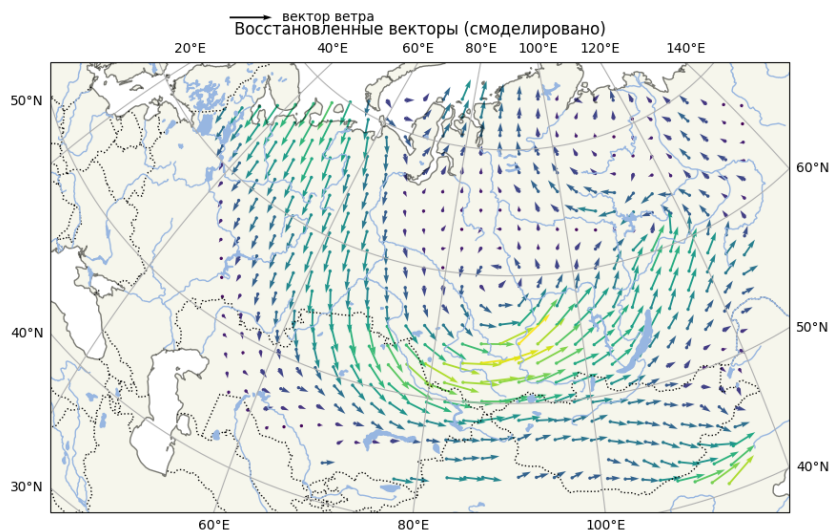 вектор ветра
Восстановленные векторы (смоделировано)
20°E 40°E 60°E 80°E 100°E 120°E 140°E
50°N
60°N
40°N
50°N
30°N
40°N
60°E 80°E 100°E